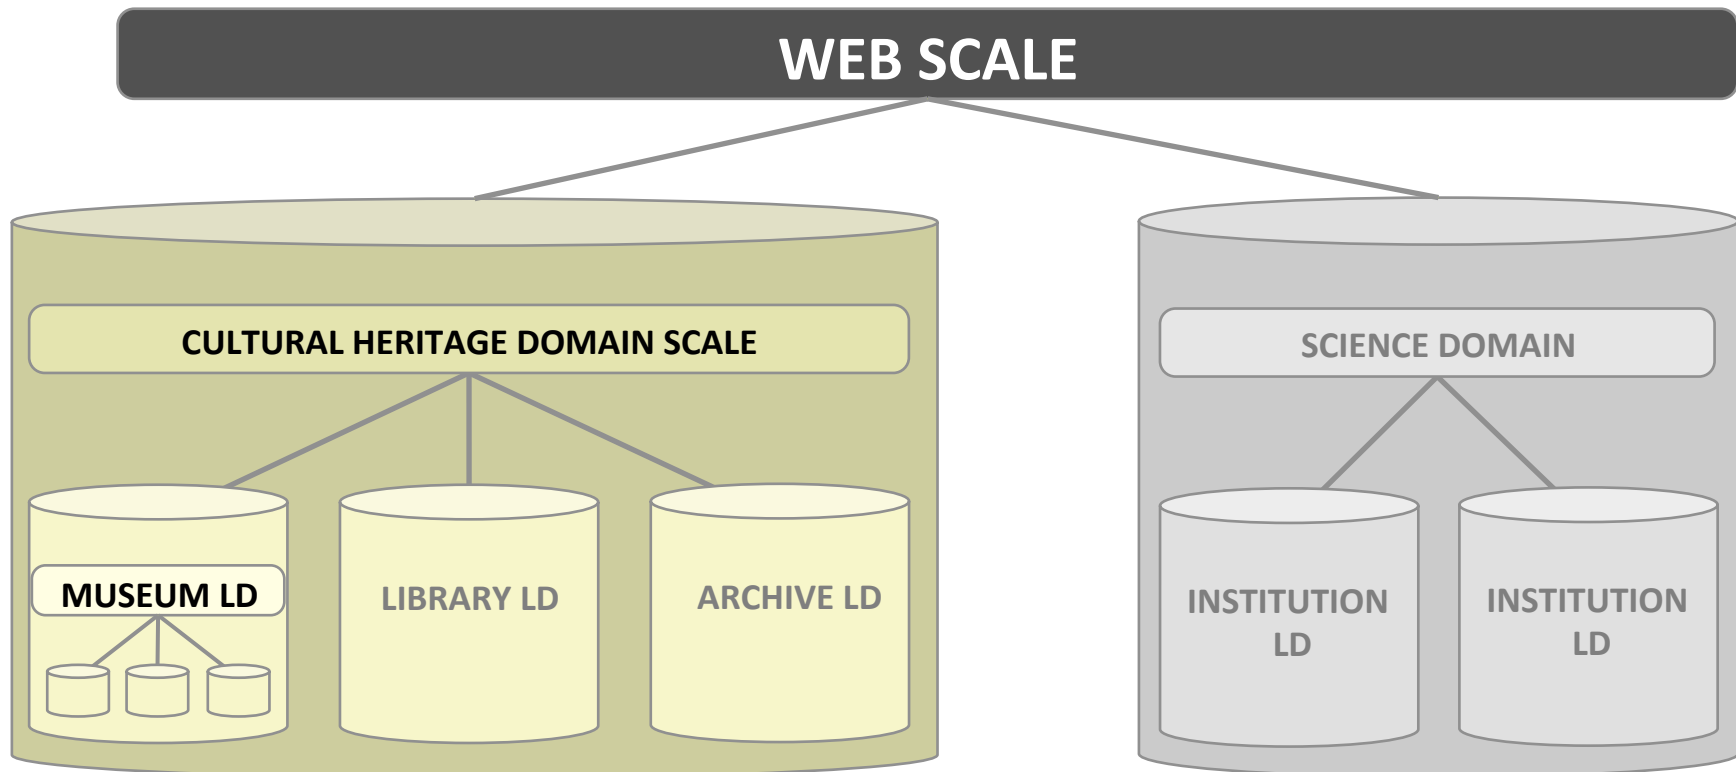 WEB SCALE
CULTURAL HERITAGE DOMAIN SCALE
SCIENCE DOMAIN
MUSEUM LD
LIBRARY LD
ARCHIVE LD
INSTITUTION
LD
INSTITUTION
LD